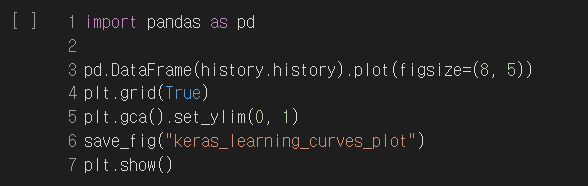 [ ] 1 import pandas as pd
2
3 pd.DataFrame(history.history).plot(figsize=(8, 5))
4 plt.grid(True)
5 plt.gca().set_ylim(0, 1)
6 save_fig("keras_learning_curves_plot")
7 plt.show()